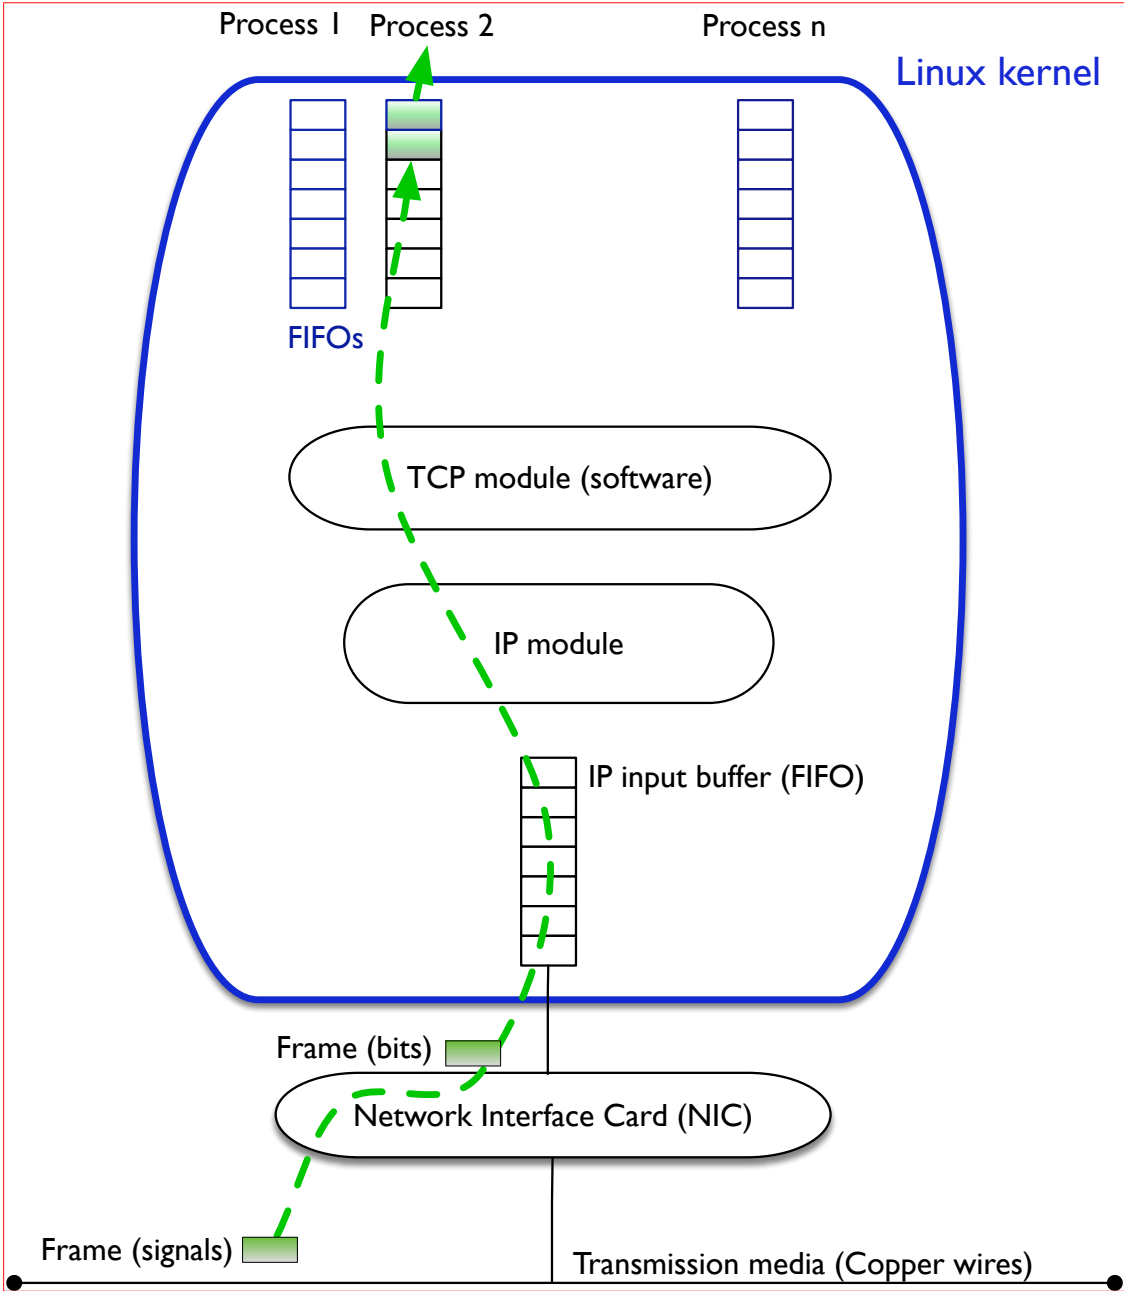 Process 1
Process 2
Process n
Linux kernel
FIFOs
TCP module (software)
IP module
IP input buffer (FIFO)
Frame (bits)
Network Interface Card (NIC)
Frame (signals)
Transmission media (Copper wires)